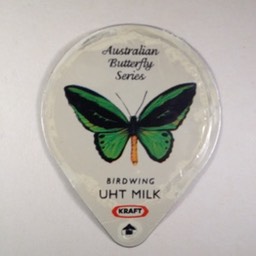 Australian
Butterfly
Series
BIRDWING
UHT MILK
KRAFT